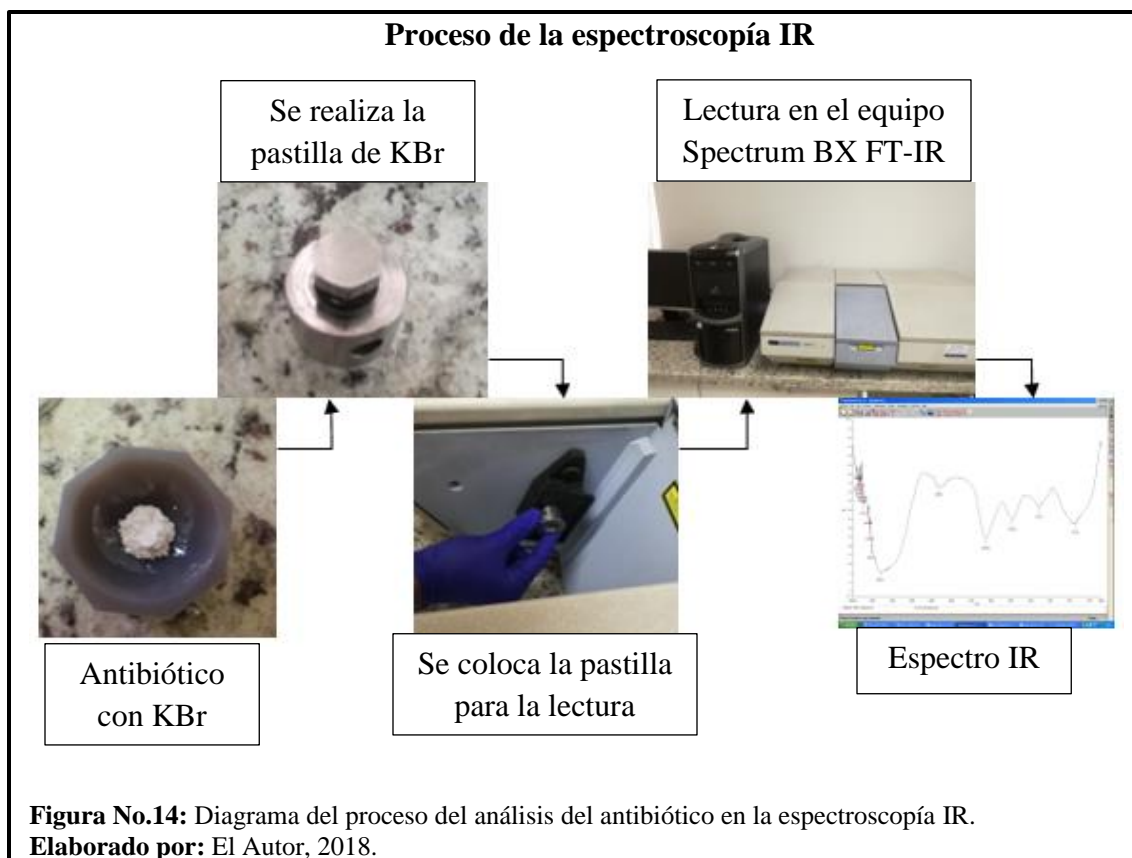 Proceso de la espectroscopía IR
Se realiza la
pastilla de KBr
Lectura en el equipo
Spectrum BX FT-IR
Antibiótico
con KBr
Se coloca la pastilla
para la lectura
Espectro IR
Figura No.14: Diagrama del proceso del análisis del antibiótico en la espectroscopía IR.
Elaborado por: El Autor, 2018.